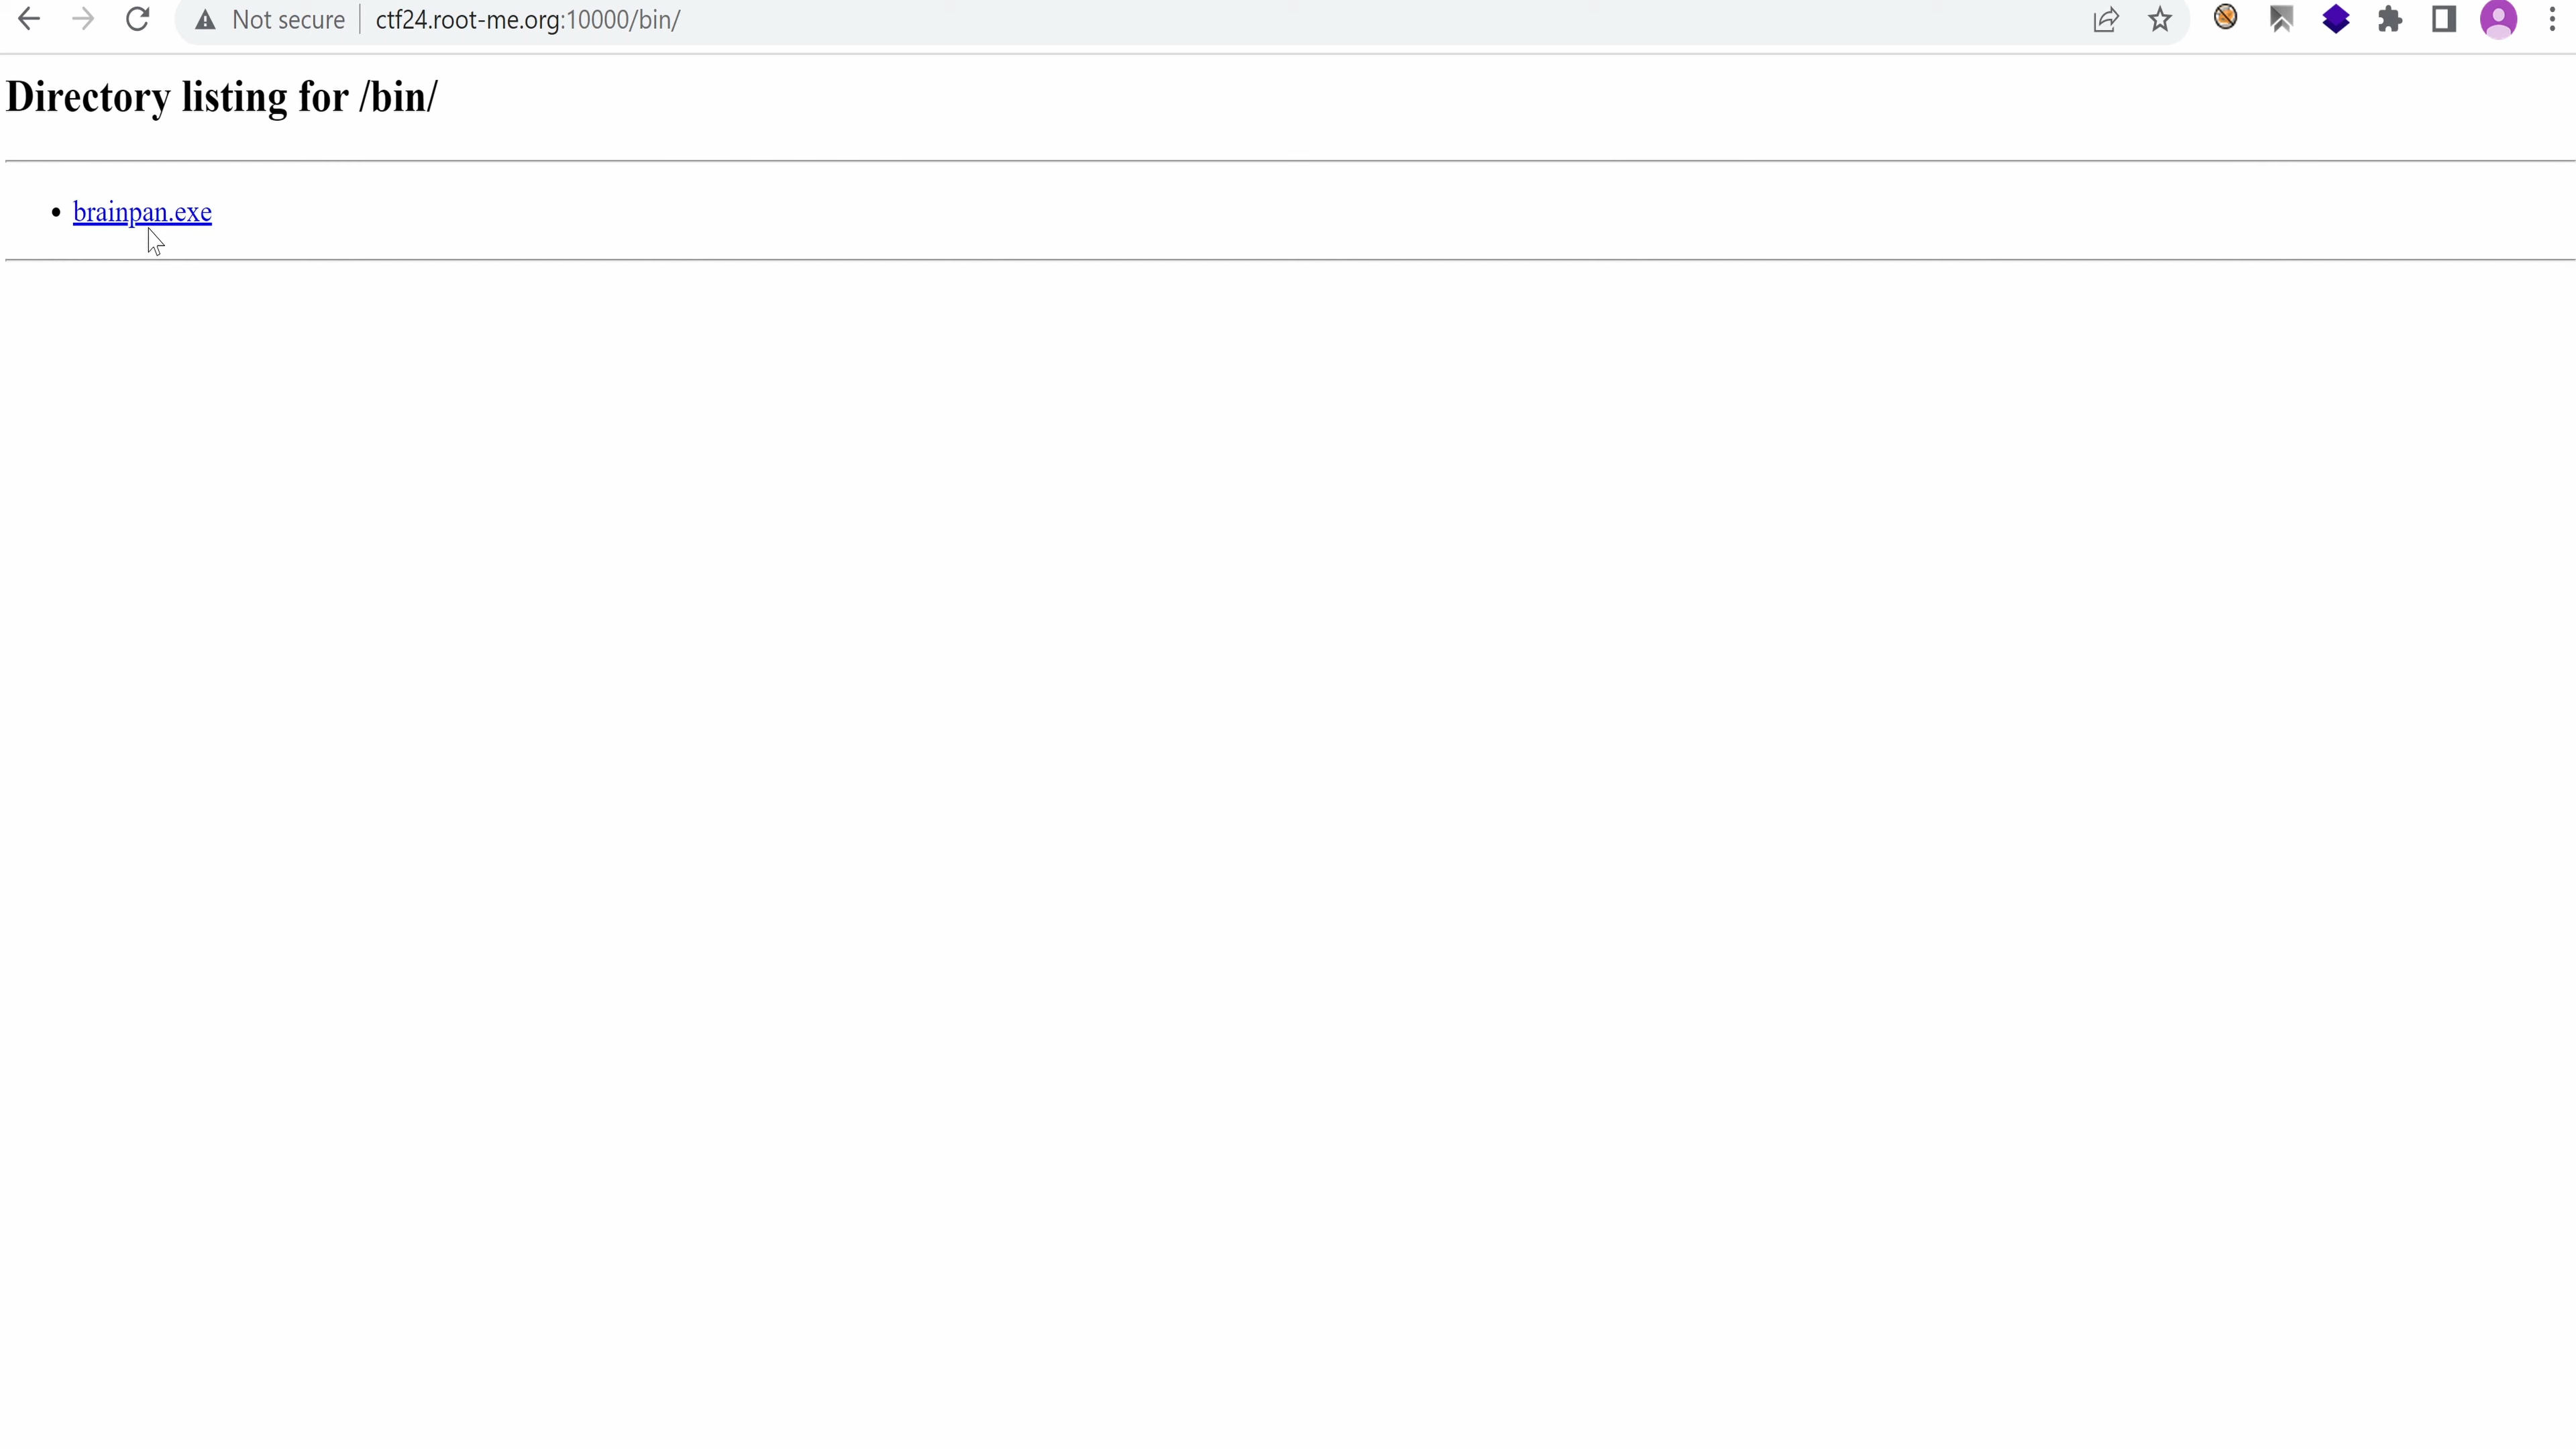 Not secure ctf24.root-me.org:10000/bin/
Directory listing for /bin/
brainpan.exe